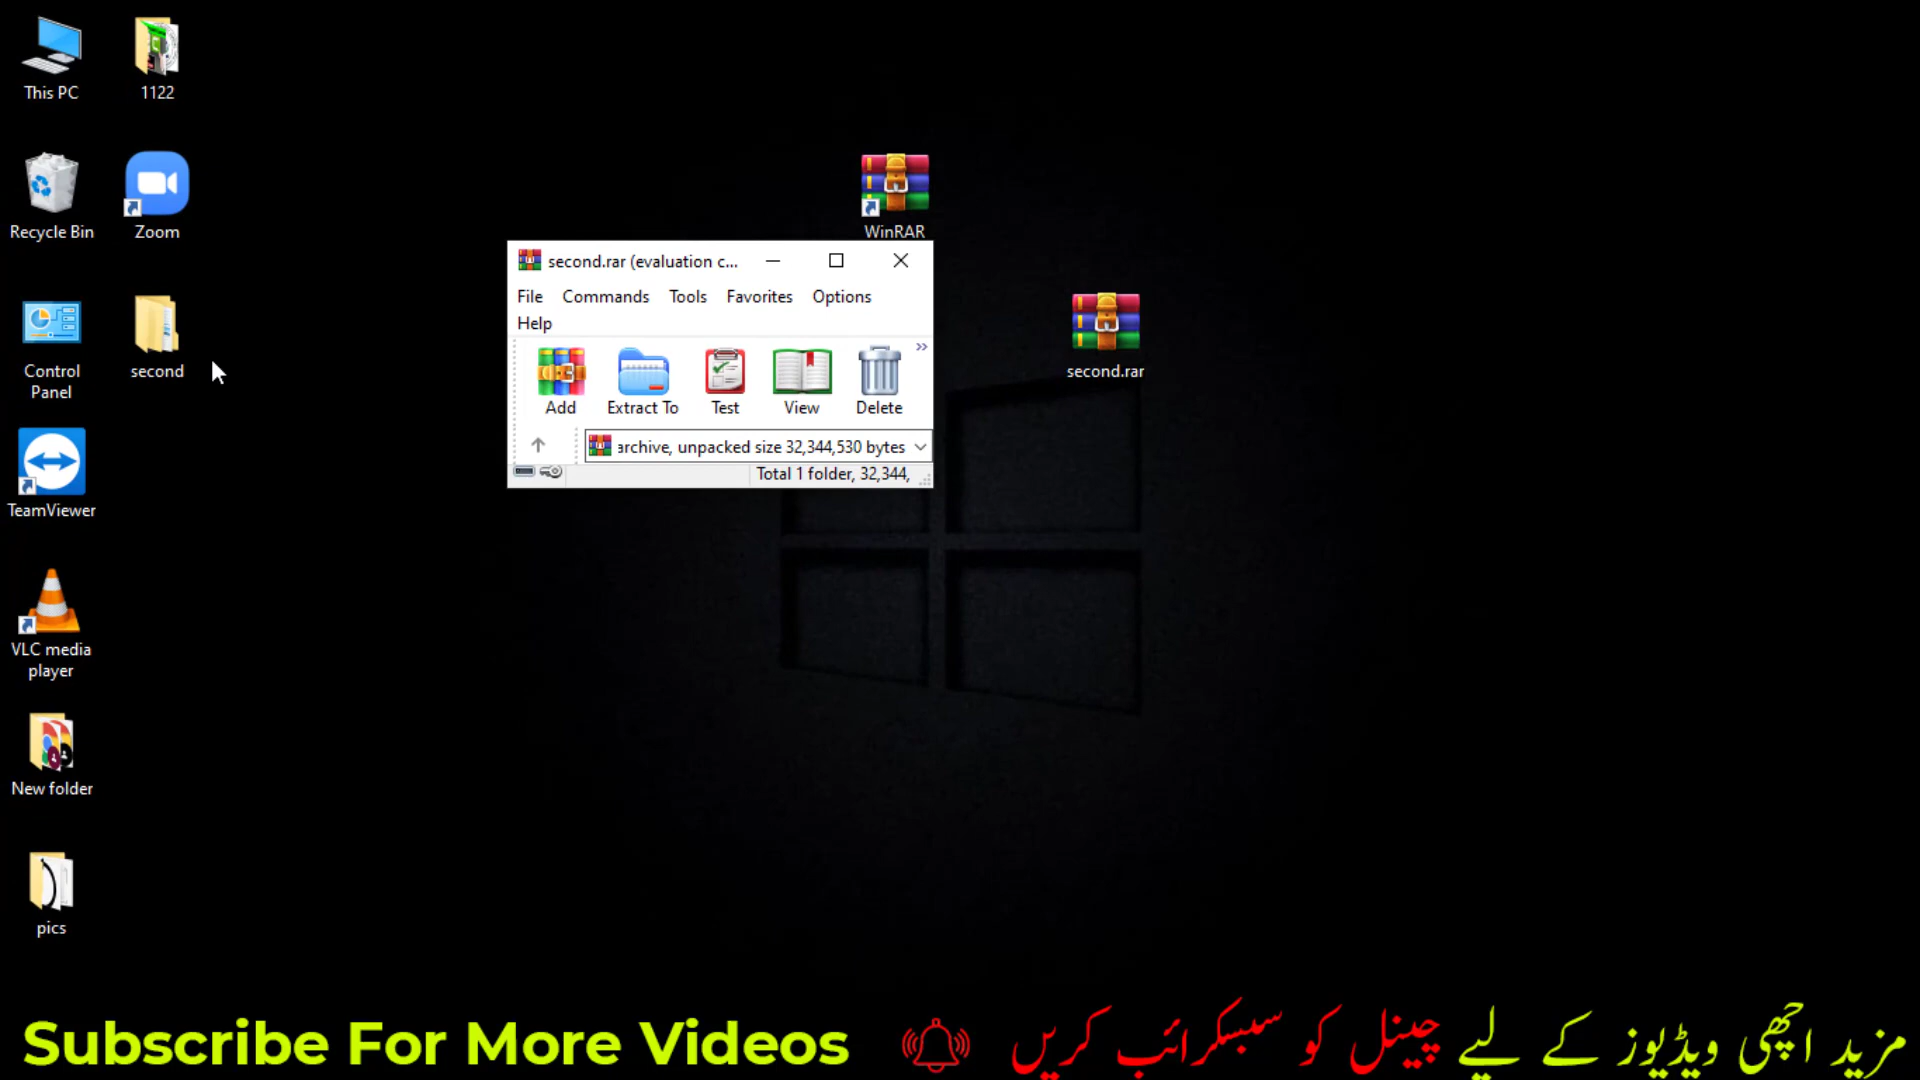 This PC
1122
Recycle Bin
Zoom
WinRAR
second.rar (evaluation c...
File Commands Tools Favorites Options
Help
Add Extract To Test View Delete
archive, unpacked size 32,344,530 bytes
Total 1 folder, 32,344,
Control
Panel
second
second.rar
TeamViewer
VLC media
player
New folder
pics
Subscribe For More Videos
مزید اچھی ویڈیوز کے لیے چینل کو سبسکرائب کریں